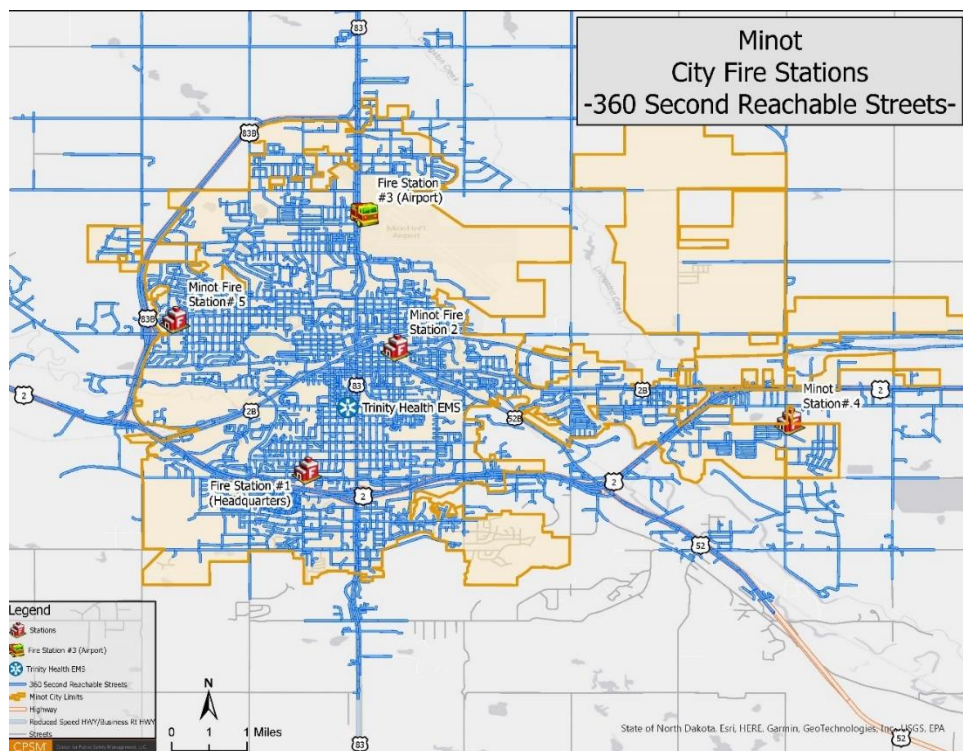 Minot
City Fire Stations
-360 Second Reachable Streets-
83
83B
Fire Station
#3 (Airport)
Minot Intl
Airport
Minot Fire
Station# 5
83B
Minot Fire
Station 2
Minot
Station#.4
2
2B
83
Trinity Health EMS
2B
52B
2
Fire Station #1
(Headquarters)
2
2
52
Legend
Stations
Fire Station #3 (Airport)
Trinity Health EMS
360 Second Reachable Streets
Minot City Limits
Highway
Reduced Speed HWY/Business Rt HWY
Streets
CPSM
N
0 1 1 Miles
83
State of North Dakota, Esri, HERE, Garmin, GeoTechnologies, Inc., USGS, EPA
52